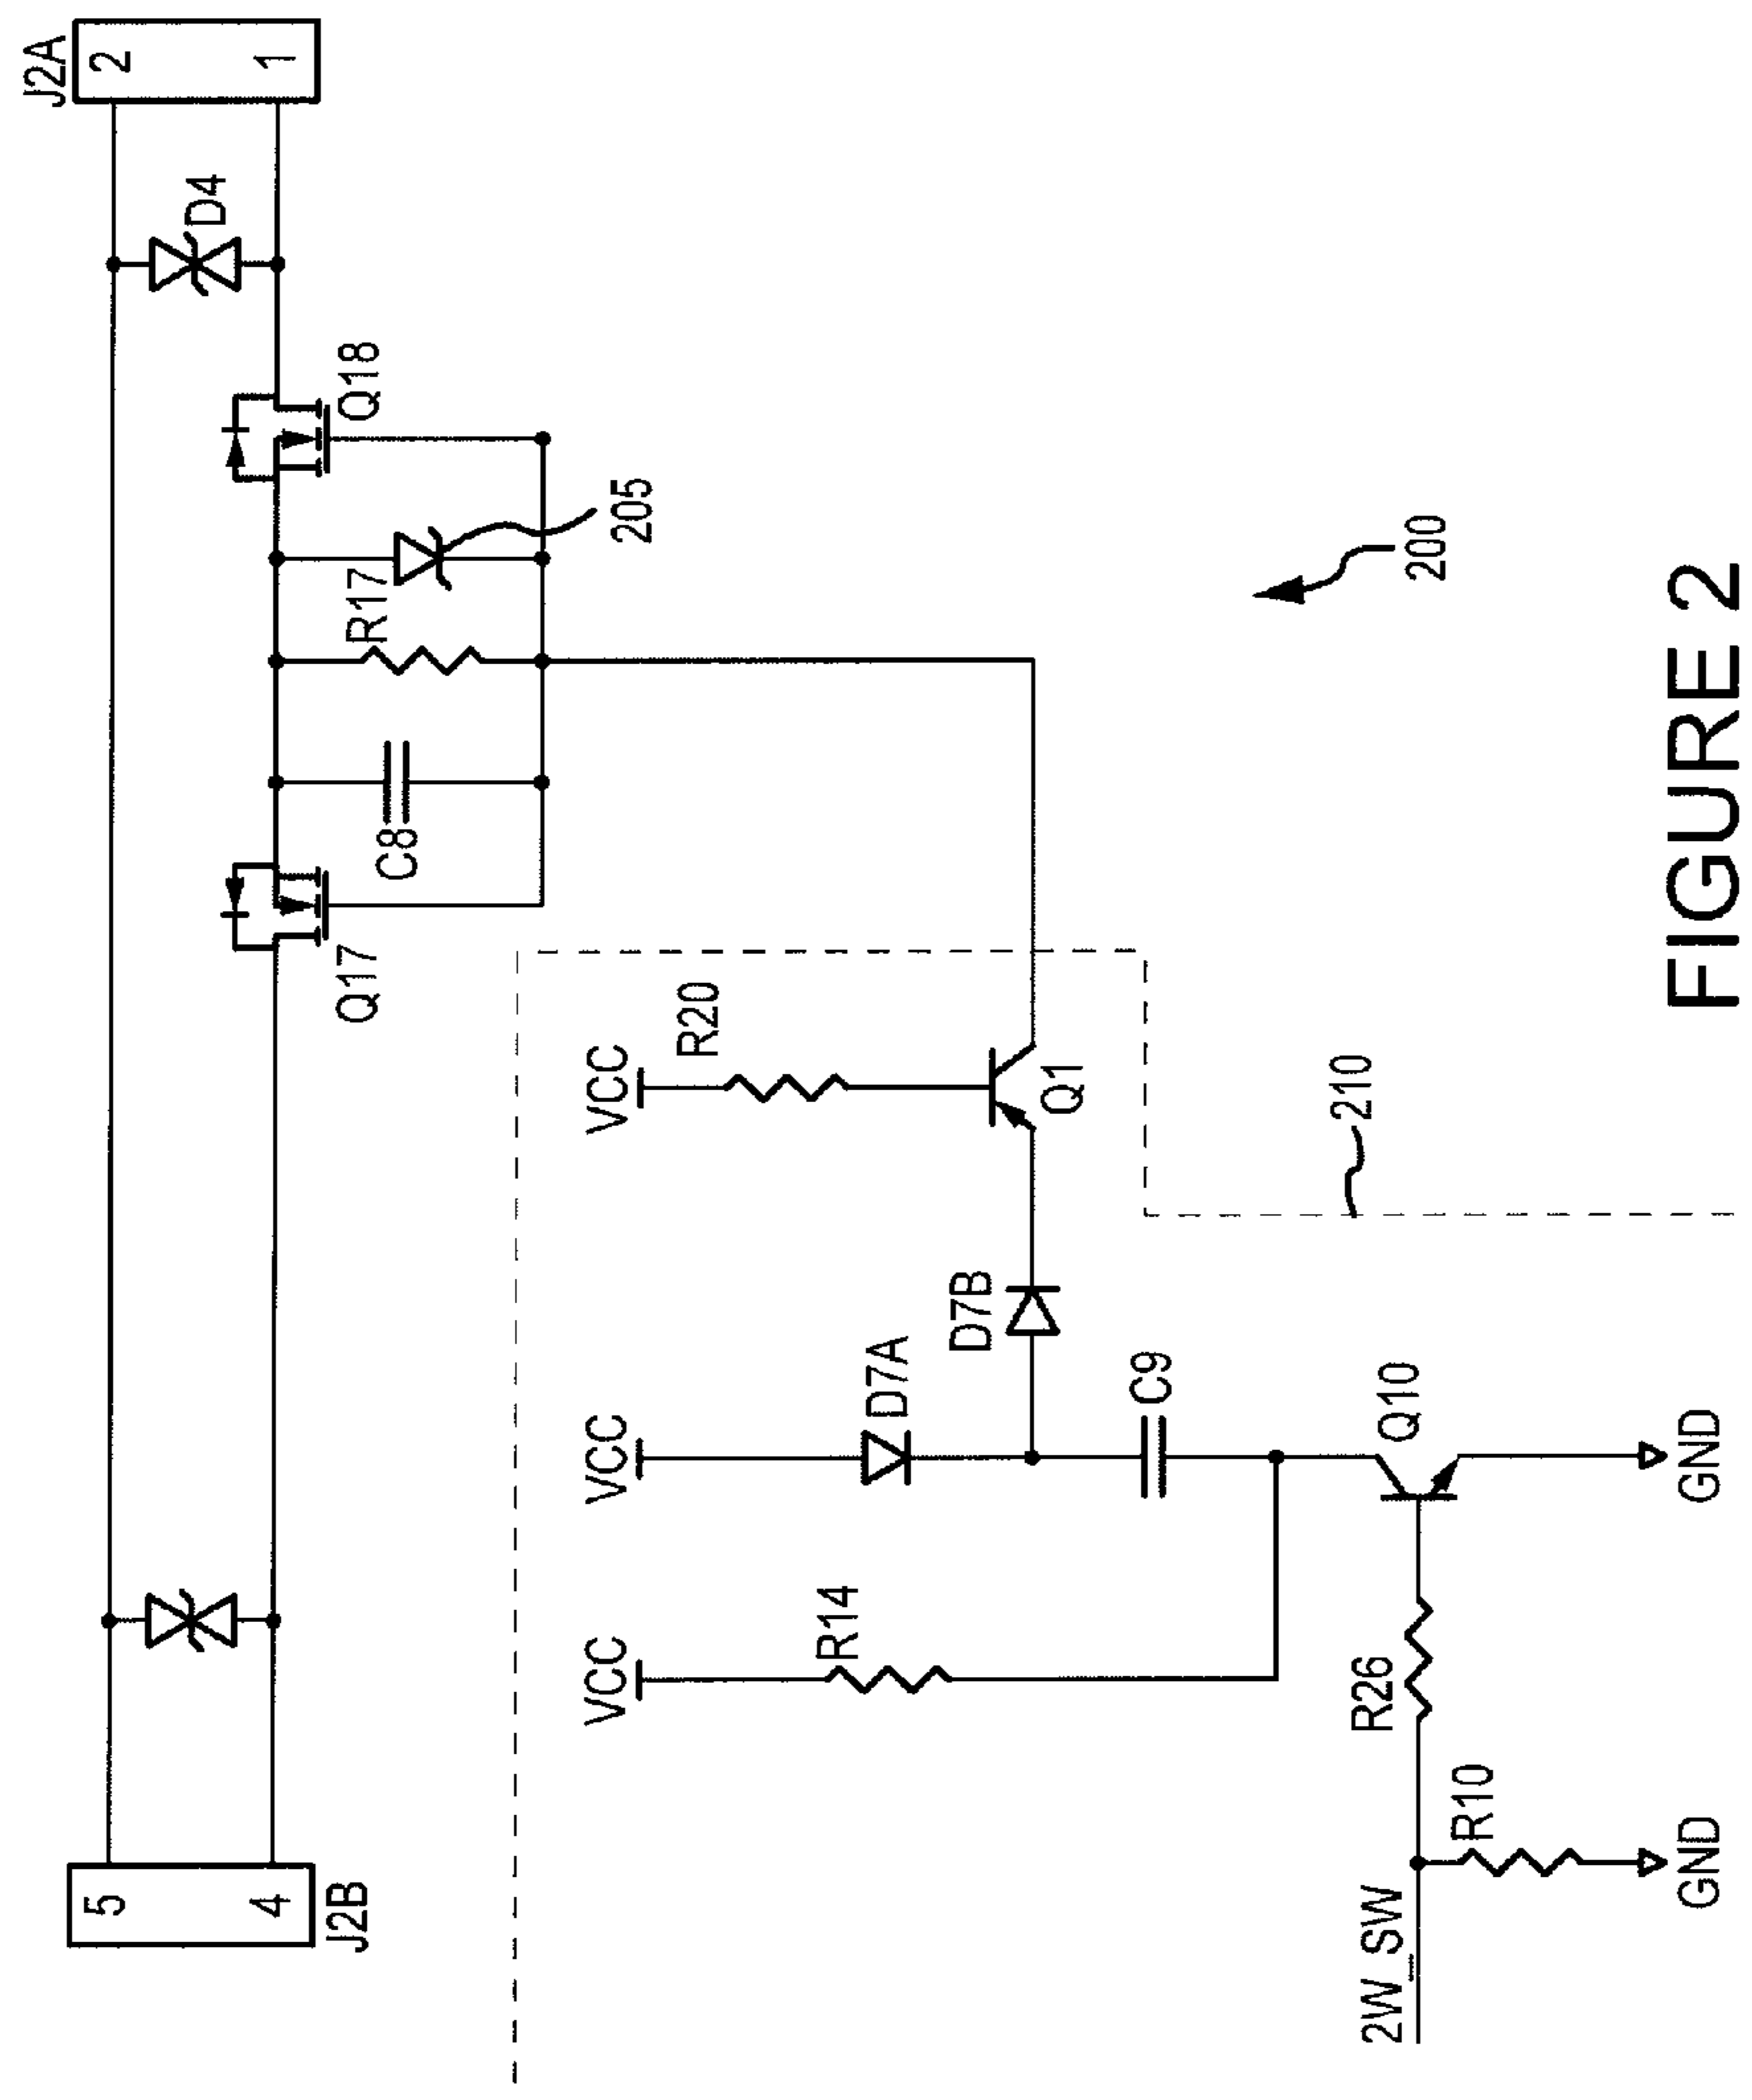 J2B
5
4
J2A
2
1
D4
Q17
Q18
C8
R17
205
VCC
VCC
VCC
R14
D7A
R20
D7B
Q1
C9
Q10
R26
2W_SW
R10
GND
GND
210
200
FIGURE 2